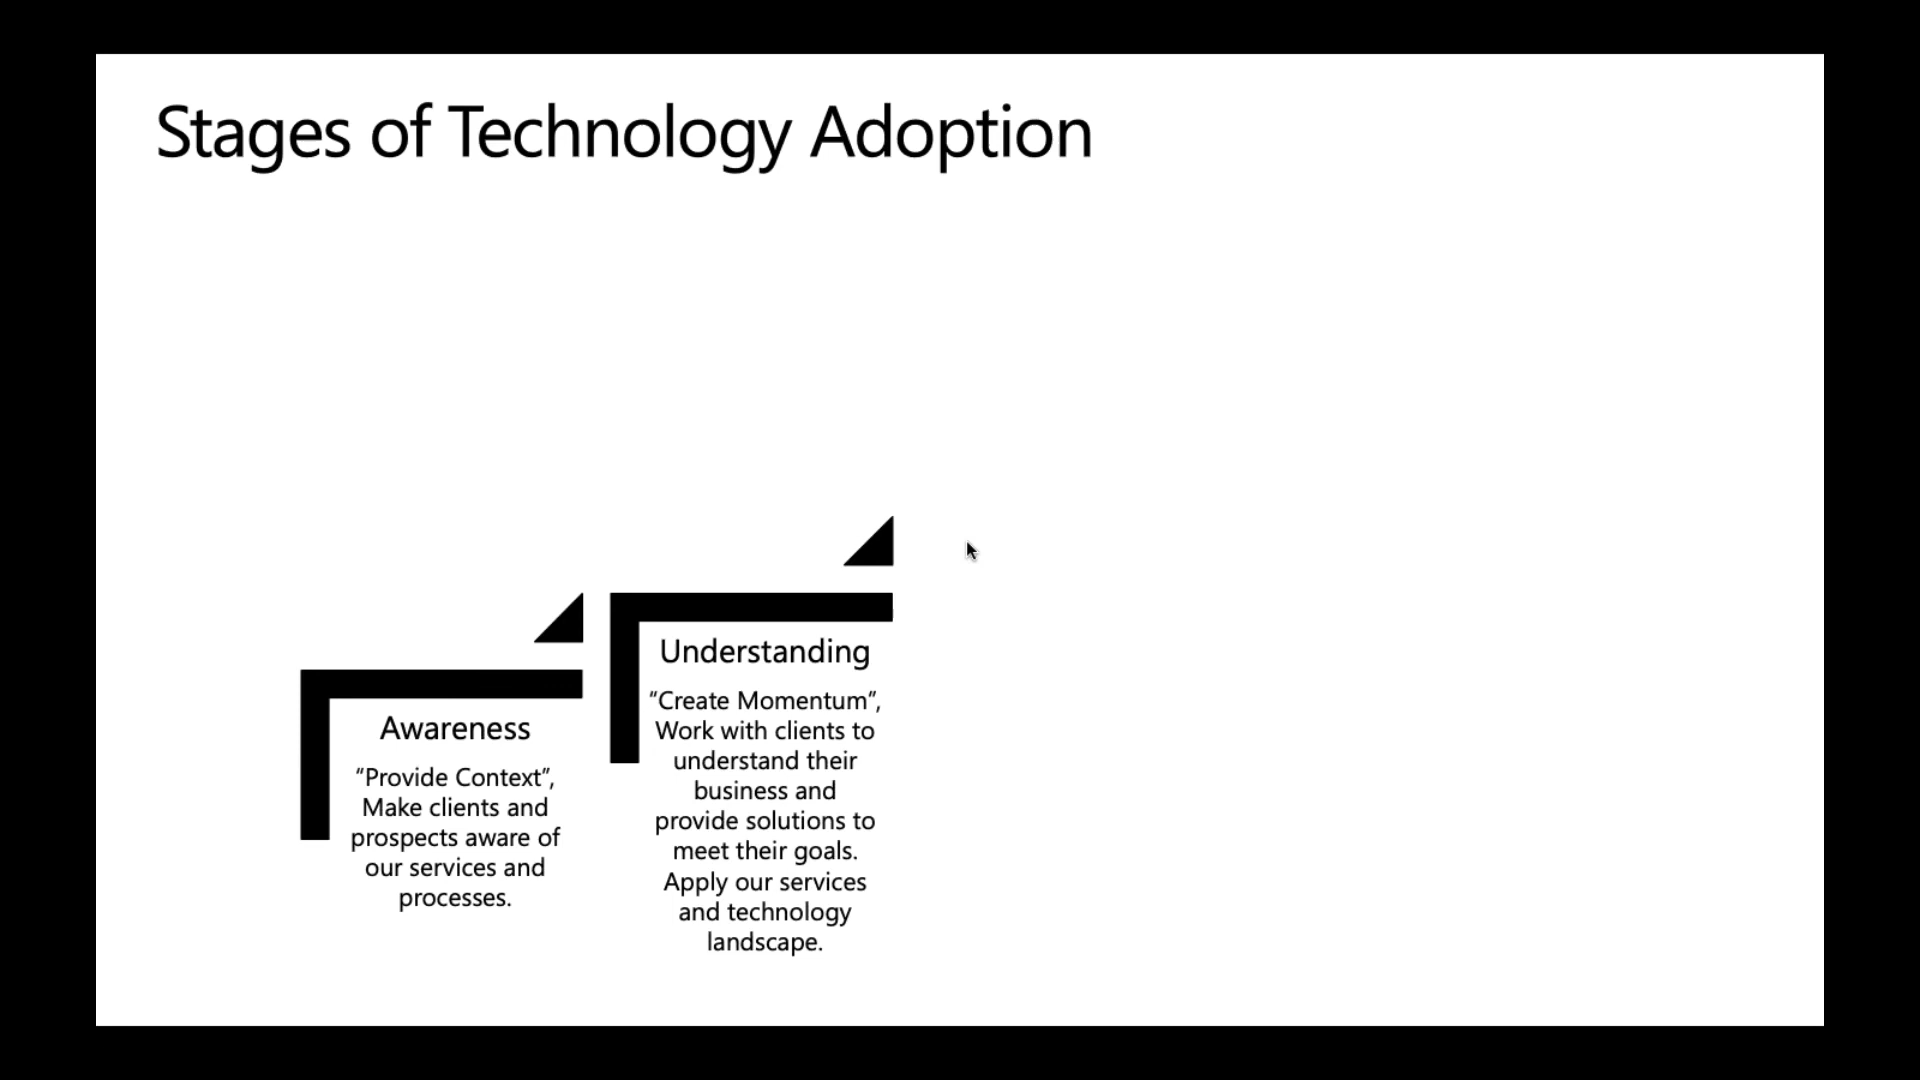 Stages of Technology Adoption
Awareness
“Provide Context”,
Make clients and
prospects aware of
our services and
processes.
Understanding
“Create Momentum”,
Work with clients to
understand their
business and
provide solutions to
meet their goals.
Apply our services
and technology
landscape.